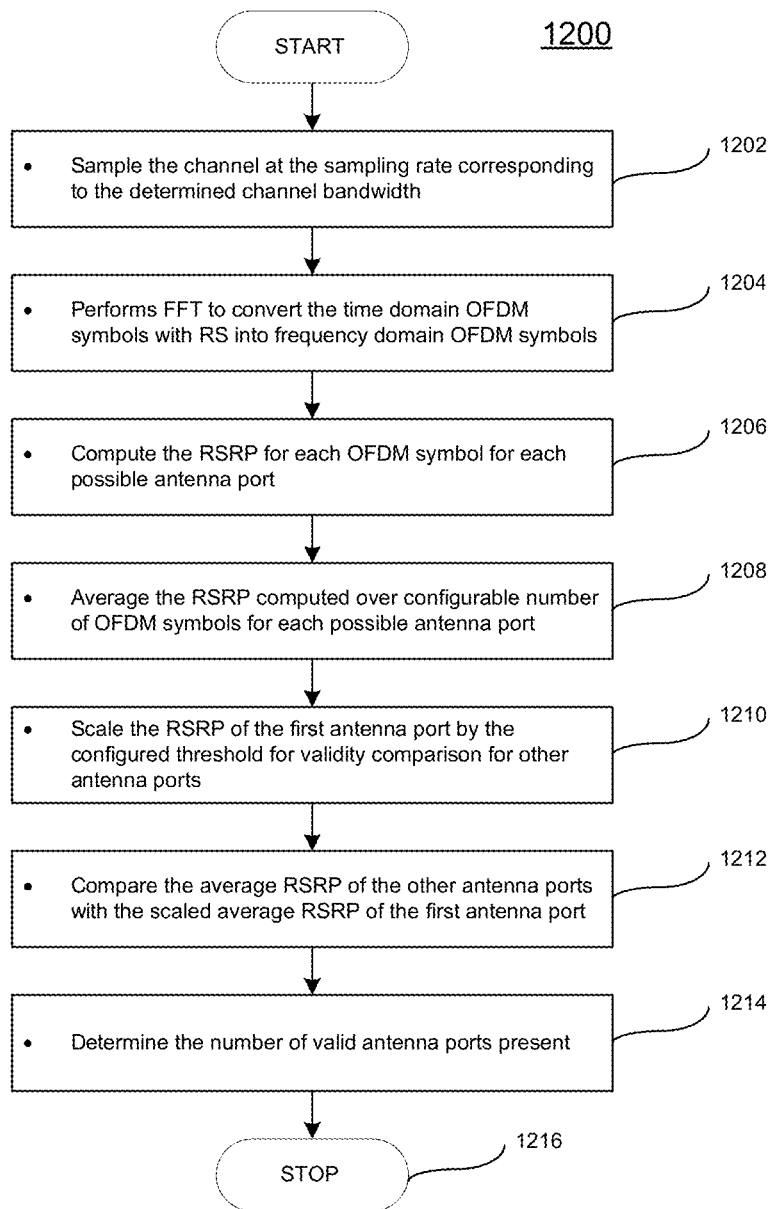 START
1200
• Sample the channel at the sampling rate corresponding
to the determined channel bandwidth
1202
• Performs FFT to convert the time domain OFDM
symbols with RS into frequency domain OFDM symbols
1204
• Compute the RSRP for each OFDM symbol for each
possible antenna port
1206
• Average the RSRP computed over configurable number
of OFDM symbols for each possible antenna port
1208
• Scale the RSRP of the first antenna port by the
configured threshold for validity comparison for other
antenna ports
1210
• Compare the average RSRP of the other antenna ports
with the scaled average RSRP of the first antenna port
1212
• Determine the number of valid antenna ports present
1214
STOP
1216